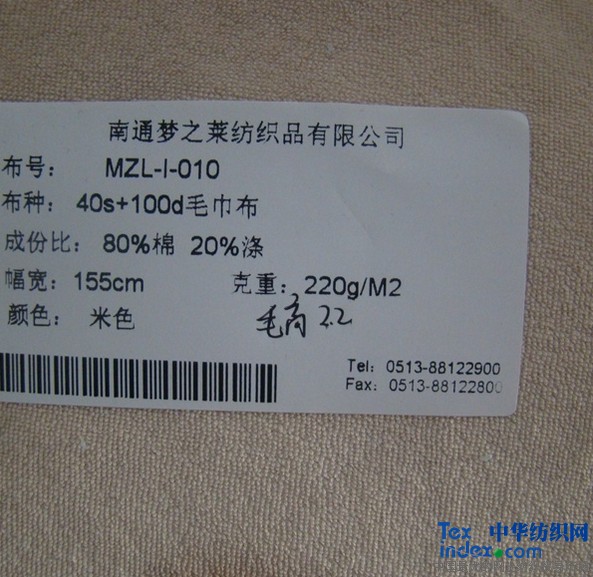 南通梦之莱纺织品有限公司
布号： MZL-I-010
布种： 40s+100d毛巾布
成份比： 80%棉 20%涤
幅宽： 155cm 克重： 220g/M2
颜色： 米色 毛高 2.2
Tel: 0513-88122900
Fax: 0513-88122800
Tex 中华纺织网
index.com